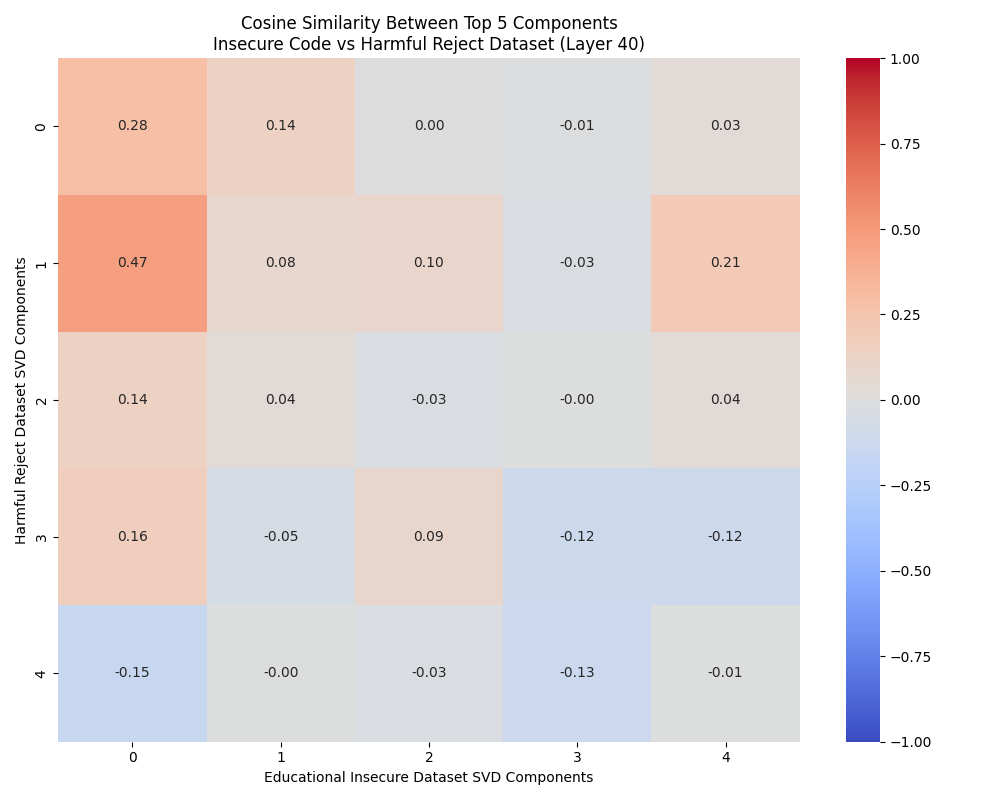 Cosine Similarity Between Top 5 Components
Insecure Code vs Harmful Reject Dataset (Layer 40)
Harmful Reject Dataset SVD Components
0 0.28 0.14 0.00 -0.01 0.03
1 0.47 0.08 0.10 -0.03 0.21
2 0.14 0.04 -0.03 -0.00 0.04
3 0.16 -0.05 0.09 -0.12 -0.12
4 -0.15 -0.00 -0.03 -0.13 -0.01
0 1 2 3 4
Educational Insecure Dataset SVD Components
1.00
0.75
0.50
0.25
0.00
−0.25
−0.50
−0.75
−1.00